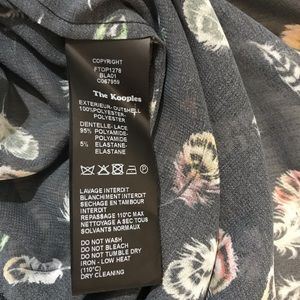 COPYRIGHT
FTOP1278
BLA01
C067959
The Kooples
EXTERIEUR-OUTSHELL
100%POLYESTER-
POLYESTER
DENTELLE-LACE
95% POLYAMIDE-
POLYAMIDE
5% ELASTANE-
ELASTANE
LAVAGE INTERDIT
BLANCHIMENT INTERDIT
SECHAGE EN TAMBOUR
INTERDIT
REPASSAGE 110°C MAX
NETTOYAGE A SEC TOUS
SOLVANTS NORMAUX
DO NOT WASH
DO NOT BLEACH
DO NOT TUMBLE DRY
IRON - LOW HEAT
(110°C)
DRY CLEANING